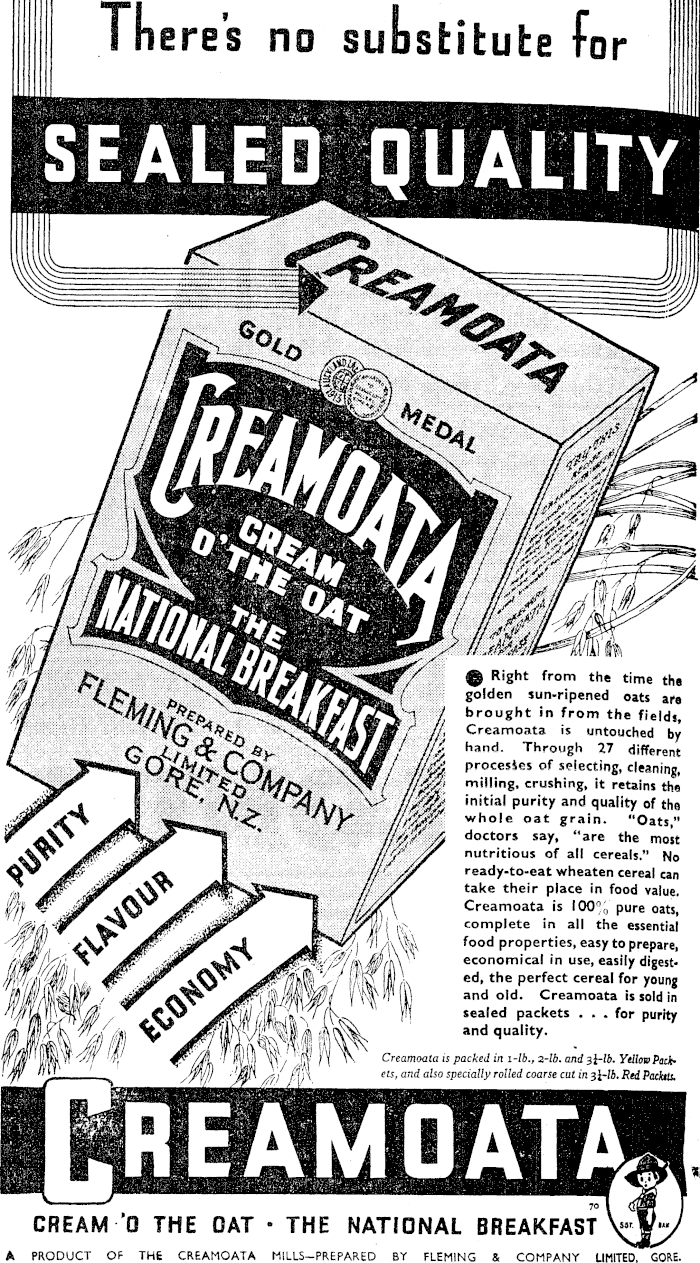 There's no substitute for
SEALED QUALITY
CREAMOATA
GOLD MEDAL
CREAMOATA
CREAM
O' THE OAT
THE
NATIONAL BREAKFAST
PREPARED BY
FLEMING & COMPANY
LIMITED
GORE, N.Z.
PURITY
FLAVOUR
ECONOMY
Right from the time the
golden sun-ripened oats are
brought in from the fields,
Creamoata is untouched by
hand. Through 27 different
processes of selecting, cleaning,
milling, crushing, it retains the
initial purity and quality of the
whole oat grain. "Oats,"
doctors say, "are the most
nutritious of all cereals." No
ready-to-eat wheaten cereal can
take their place in food value.
Creamoata is 100% pure oats,
complete in all the essential
food properties, easy to prepare,
economical in use, easily digest-
ed, the perfect cereal for young
and old. Creamoata is sold in
sealed packets . . . for purity
and quality.
Creamoata is packed in 1-lb., 2-lb. and 3½-lb. Yellow Pack-
ets, and also specially rolled coarse cut in 3½-lb. Red Packets.
CREAMOATA
70
CREAM 'O THE OAT · THE NATIONAL BREAKFAST
SGT. DAN
A PRODUCT OF THE CREAMOATA MILLS—PREPARED BY FLEMING & COMPANY LIMITED, GORE.